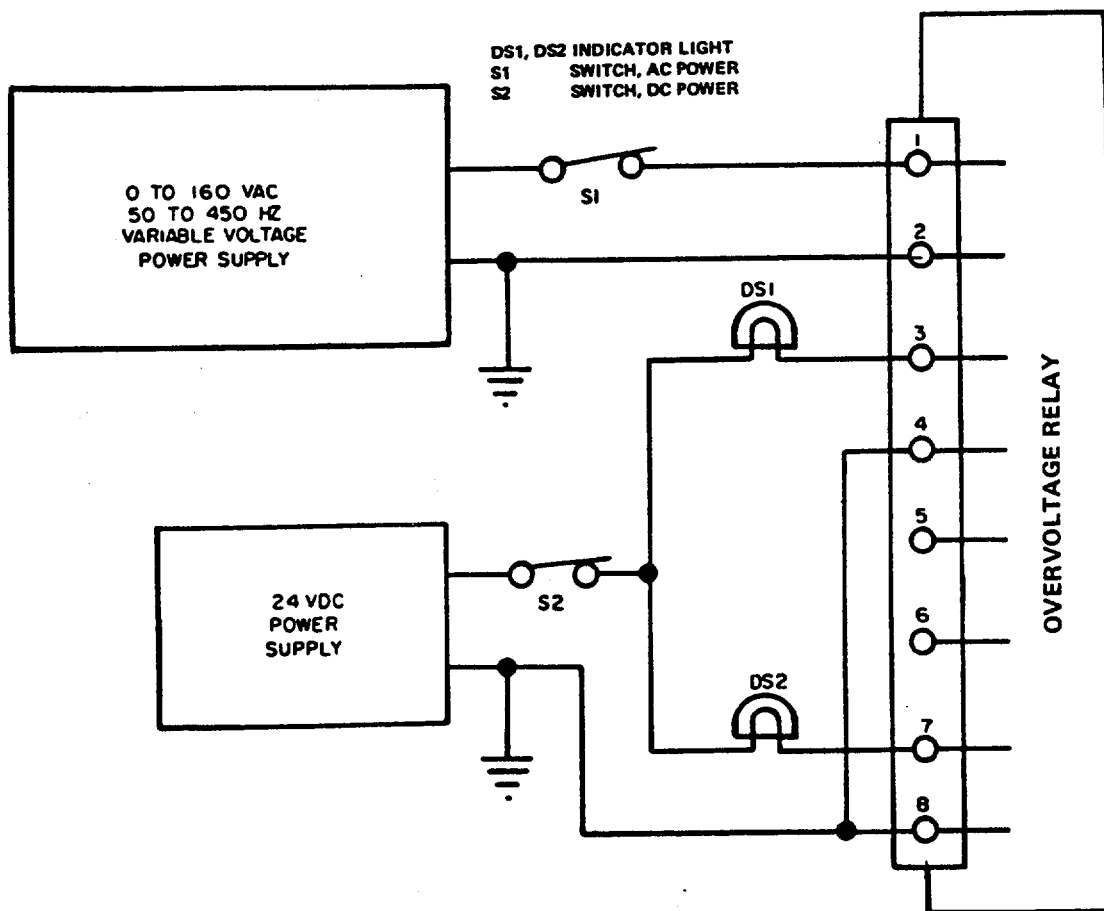 DS1, DS2 INDICATOR LIGHT
S1 SWITCH, AC POWER
S2 SWITCH, DC POWER
0 TO 160 VAC
50 TO 450 HZ
VARIABLE VOLTAGE
POWER SUPPLY
S1
1
2
DS1
3
4
5
24 VDC
POWER
SUPPLY
S2
6
DS2
7
8
OVERVOLTAGE RELAY